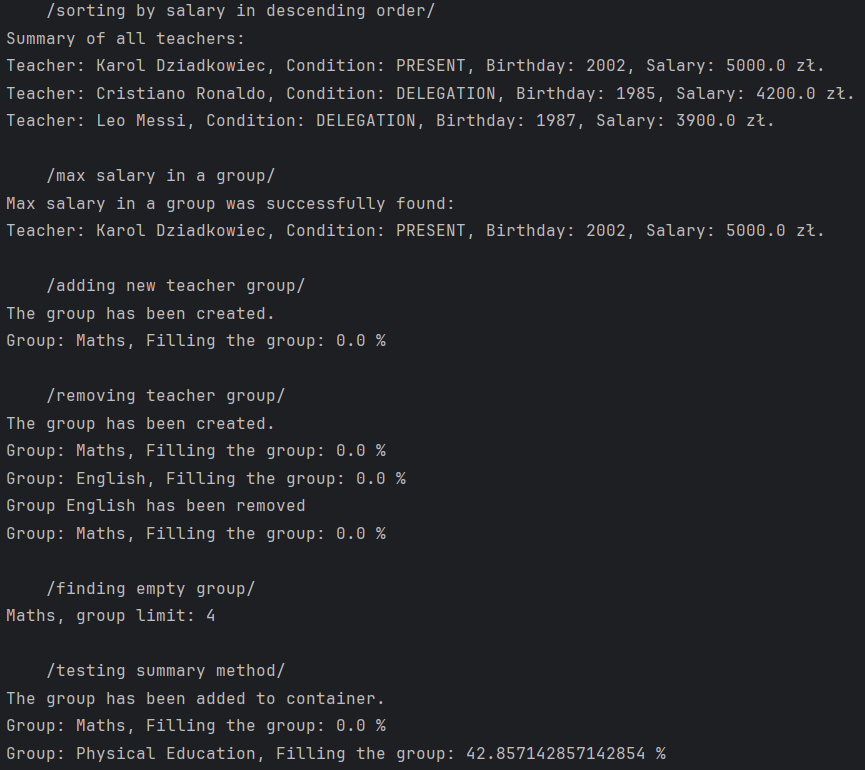 /sorting by salary in descending order/
Summary of all teachers:
Teacher: Karol Dziadkowiec, Condition: PRESENT, Birthday: 2002, Salary: 5000.0 zł.
Teacher: Cristiano Ronaldo, Condition: DELEGATION, Birthday: 1985, Salary: 4200.0 zł.
Teacher: Leo Messi, Condition: DELEGATION, Birthday: 1987, Salary: 3900.0 zł.
/max salary in a group/
Max salary in a group was successfully found:
Teacher: Karol Dziadkowiec, Condition: PRESENT, Birthday: 2002, Salary: 5000.0 zł.
/adding new teacher group/
The group has been created.
Group: Maths, Filling the group: 0.0 %
/removing teacher group/
The group has been created.
Group: Maths, Filling the group: 0.0 %
Group: English, Filling the group: 0.0 %
Group English has been removed
Group: Maths, Filling the group: 0.0 %
/finding empty group/
Maths, group limit: 4
/testing summary method/
The group has been added to container.
Group: Maths, Filling the group: 0.0 %
Group: Physical Education, Filling the group: 42.857142857142854 %